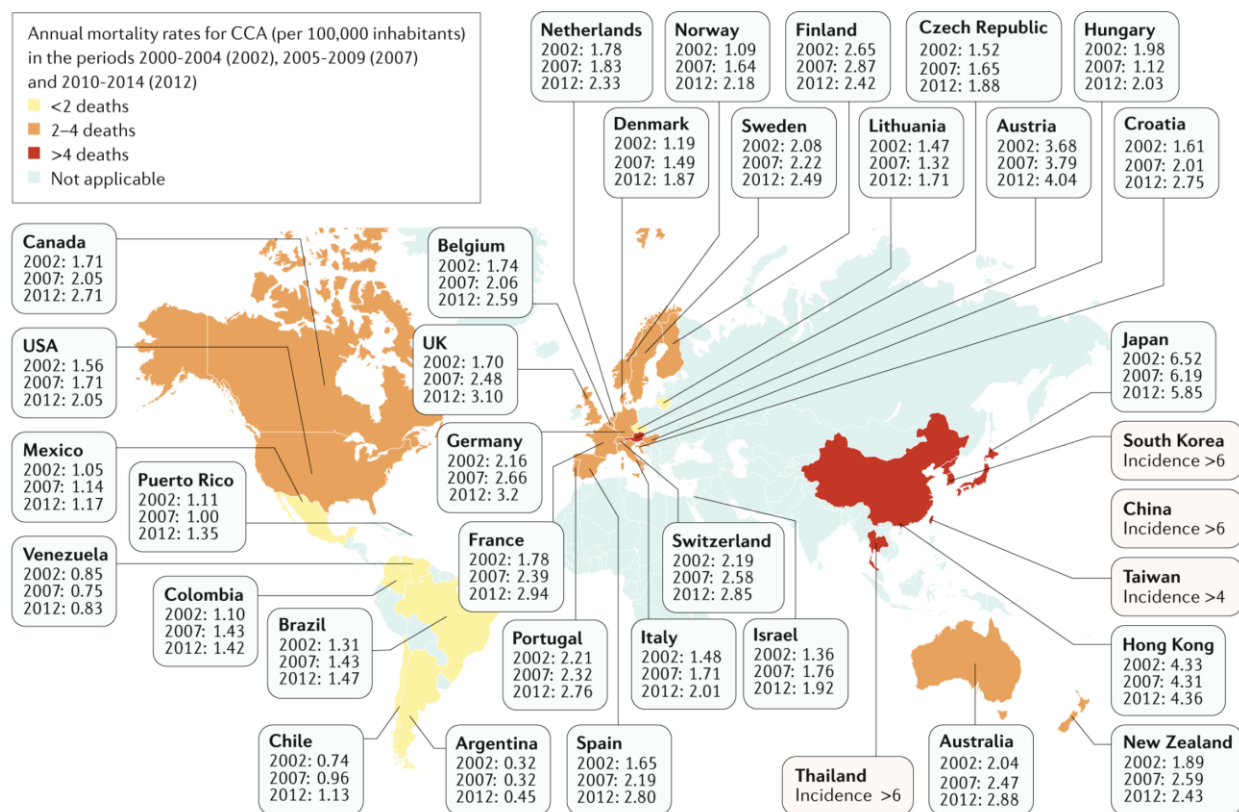 Annual mortality rates for CCA (per 100,000 inhabitants)
in the periods 2000-2004 (2002), 2005-2009 (2007)
and 2010-2014 (2012)
<2 deaths
2–4 deaths
>4 deaths
Not applicable
Netherlands
2002: 1.78
2007: 1.83
2012: 2.33
Norway
2002: 1.09
2007: 1.64
2012: 2.18
Finland
2002: 2.65
2007: 2.87
2012: 2.42
Czech Republic
2002: 1.52
2007: 1.65
2012: 1.88
Hungary
2002: 1.98
2007: 1.12
2012: 2.03
Denmark
2002: 1.19
2007: 1.49
2012: 1.87
Sweden
2002: 2.08
2007: 2.22
2012: 2.49
Lithuania
2002: 1.47
2007: 1.32
2012: 1.71
Austria
2002: 3.68
2007: 3.79
2012: 4.04
Croatia
2002: 1.61
2007: 2.01
2012: 2.75
Canada
2002: 1.71
2007: 2.05
2012: 2.71
Belgium
2002: 1.74
2007: 2.06
2012: 2.59
USA
2002: 1.56
2007: 1.71
2012: 2.05
UK
2002: 1.70
2007: 2.48
2012: 3.10
Japan
2002: 6.52
2007: 6.19
2012: 5.85
Mexico
2002: 1.05
2007: 1.14
2012: 1.17
Puerto Rico
2002: 1.11
2007: 1.00
2012: 1.35
Germany
2002: 2.16
2007: 2.66
2012: 3.2
South Korea
Incidence >6
China
Incidence >6
Venezuela
2002: 0.85
2007: 0.75
2012: 0.83
Colombia
2002: 1.10
2007: 1.43
2012: 1.42
Brazil
2002: 1.31
2007: 1.43
2012: 1.47
France
2002: 1.78
2007: 2.39
2012: 2.94
Switzerland
2002: 2.19
2007: 2.58
2012: 2.85
Taiwan
Incidence >4
Portugal
2002: 2.21
2007: 2.32
2012: 2.76
Italy
2002: 1.48
2007: 1.71
2012: 2.01
Israel
2002: 1.36
2007: 1.76
2012: 1.92
Hong Kong
2002: 4.33
2007: 4.31
2012: 4.36
Chile
2002: 0.74
2007: 0.96
2012: 1.13
Argentina
2002: 0.32
2007: 0.32
2012: 0.45
Spain
2002: 1.65
2007: 2.19
2012: 2.80
Thailand
Incidence >6
Australia
2002: 2.04
2007: 2.47
2012: 2.88
New Zealand
2002: 1.89
2007: 2.59
2012: 2.43